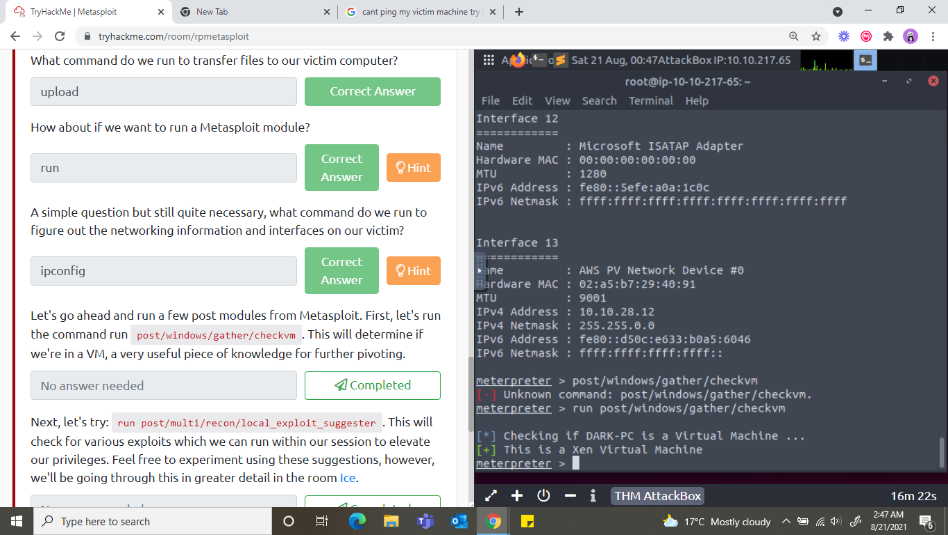 TryHackMe | Metasploit
New Tab
cant ping my victim machine try
tryhackme.com/room/rpmetasploit
What command do we run to transfer files to our victim computer?
upload
Correct Answer
How about if we want to run a Metasploit module?
run
Correct
Answer
Hint
A simple question but still quite necessary, what command do we run to
figure out the networking information and interfaces on our victim?
ipconfig
Correct
Answer
Hint
Let's go ahead and run a few post modules from Metasploit. First, let's run
the command run post/windows/gather/checkvm . This will determine if
we're in a VM, a very useful piece of knowledge for further pivoting.
No answer needed
Completed
Next, let's try: run post/multi/recon/local_exploit_suggester . This will
check for various exploits which we can run within our session to elevate
our privileges. Feel free to experiment using these suggestions, however,
we'll be going through this in greater detail in the room Ice.
Sat 21 Aug, 00:47 AttackBox IP:10.10.217.65
root@ip-10-10-217-65: ~
File Edit View Search Terminal Help
Interface 12
============
Name : Microsoft ISATAP Adapter
Hardware MAC : 00:00:00:00:00:00
MTU : 1280
IPv6 Address : fe80::5efe:a0a:1c0c
IPv6 Netmask : ffff:ffff:ffff:ffff:ffff:ffff:ffff:ffff
Interface 13
============
Name : AWS PV Network Device #0
Hardware MAC : 02:a5:b7:29:40:91
MTU : 9001
IPv4 Address : 10.10.28.12
IPv4 Netmask : 255.255.0.0
IPv6 Address : fe80::d50c:e633:b0a5:6046
IPv6 Netmask : ffff:ffff:ffff:ffff::
meterpreter > post/windows/gather/checkvm
[-] Unknown command: post/windows/gather/checkvm.
meterpreter > run post/windows/gather/checkvm
[*] Checking if DARK-PC is a Virtual Machine ...
[+] This is a Xen Virtual Machine
meterpreter >
THM AttackBox
16m 22s
Type here to search
17°C Mostly cloudy
2:47 AM
8/21/2021
6